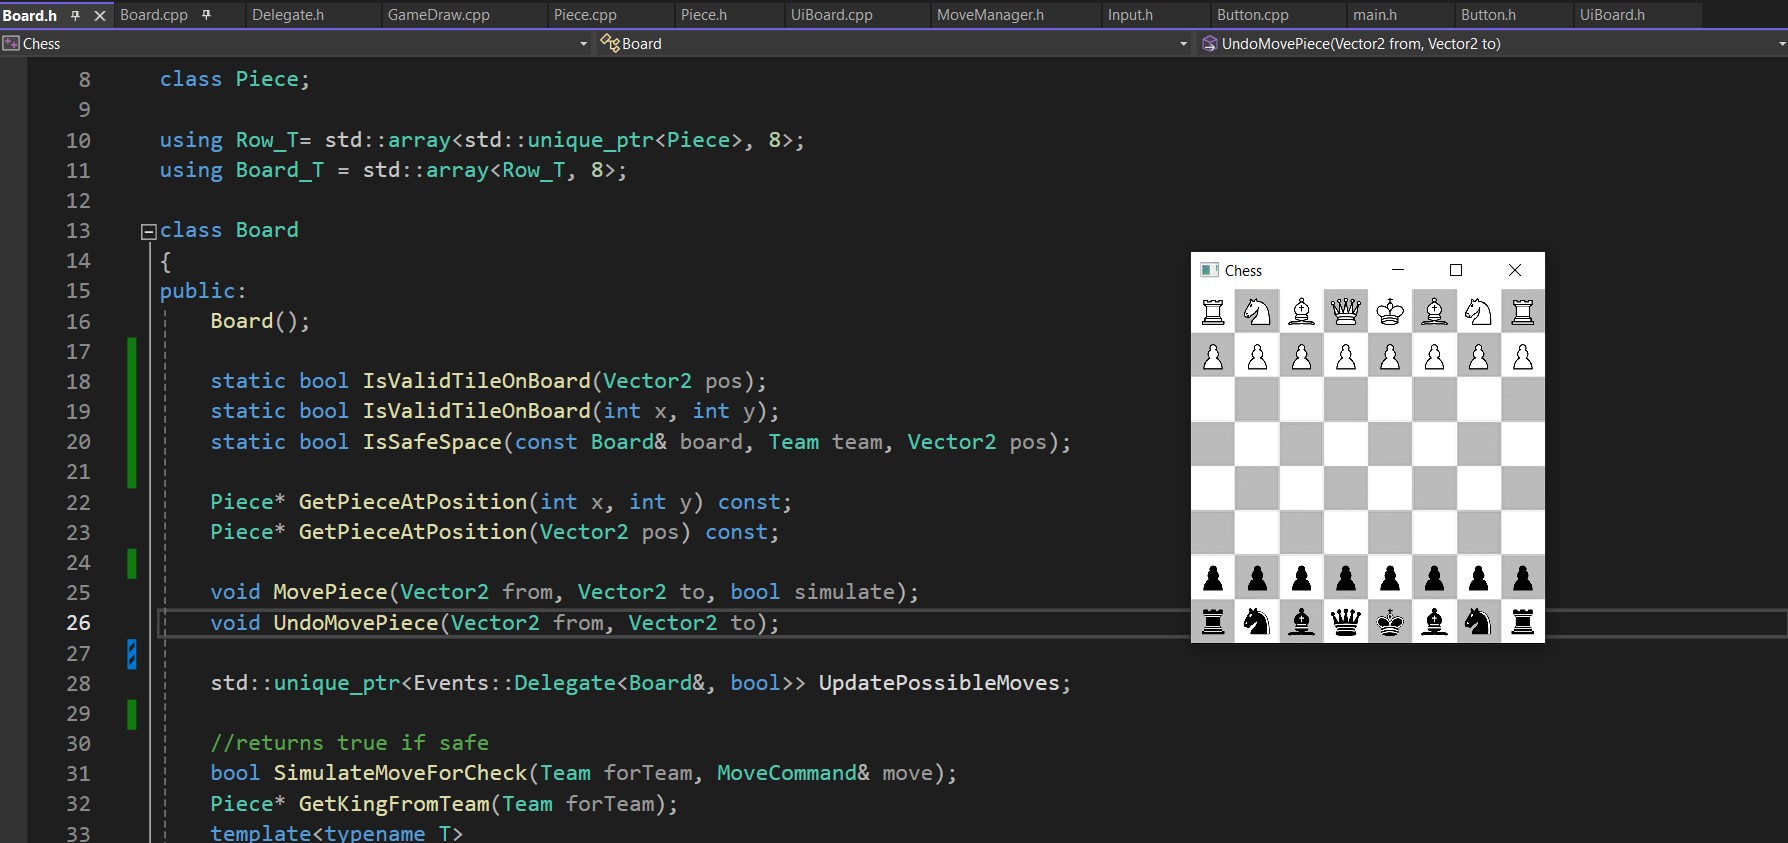 Board.h Board.cpp Delegate.h GameDraw.cpp Piece.cpp Piece.h UiBoard.cpp MoveManager.h Input.h Button.cpp main.h Button.h UiBoard.h
Chess Board UndoMovePiece(Vector2 from, Vector2 to)
8 class Piece;
9
10 using Row_T= std::array<std::unique_ptr<Piece>, 8>;
11 using Board_T = std::array<Row_T, 8>;
12
13 class Board
14 {
15 public:
16 Board();
17
18 static bool IsValidTileOnBoard(Vector2 pos);
19 static bool IsValidTileOnBoard(int x, int y);
20 static bool IsSafeSpace(const Board& board, Team team, Vector2 pos);
21
22 Piece* GetPieceAtPosition(int x, int y) const;
23 Piece* GetPieceAtPosition(Vector2 pos) const;
24
25 void MovePiece(Vector2 from, Vector2 to, bool simulate);
26 void UndoMovePiece(Vector2 from, Vector2 to);
27
28 std::unique_ptr<Events::Delegate<Board&, bool>> UpdatePossibleMoves;
29
30 //returns true if safe
31 bool SimulateMoveForCheck(Team forTeam, MoveCommand& move);
32 Piece* GetKingFromTeam(Team forTeam);
33 template<typename T>
Chess